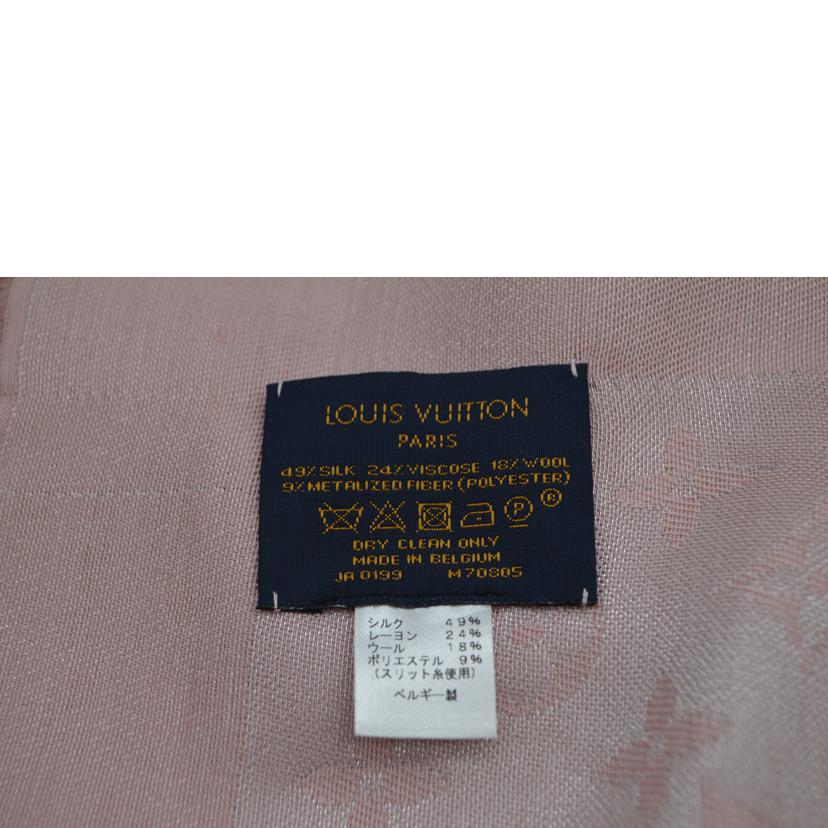 LOUIS VUITTON
PARIS
49% SILK 24% VISCOSE 18% WOOL
9% METALIZED FIBER (POLYESTER)
P ®
DRY CLEAN ONLY
MADE IN BELGIUM
JA 0199 M70805
シルク 49%
レーヨン 24%
ウール 18%
ポリエステル 9%
(スリット糸使用)
ベルギー製